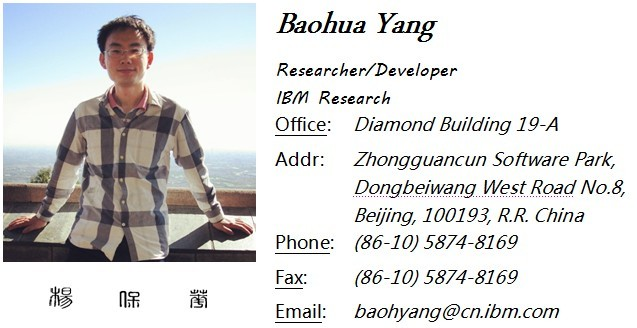 Baohua Yang
Researcher/Developer
IBM Research
Office: Diamond Building 19-A
Addr: Zhongguancun Software Park,
Dongbeiwang West Road No.8,
Beijing, 100193, R.R. China
Phone: (86-10) 5874-8169
Fax: (86-10) 5874-8169
Email: baohyang@cn.ibm.com
楊 保 華